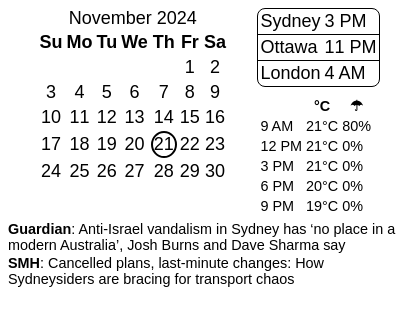 November 2024
Su Mo Tu We Th Fr Sa
1 2
3 4 5 6 7 8 9
10 11 12 13 14 15 16
17 18 19 20 21 22 23
24 25 26 27 28 29 30
Sydney 3 PM
Ottawa 11 PM
London 4 AM
°C ☂
9 AM 21°C 80%
12 PM 21°C 0%
3 PM 21°C 0%
6 PM 20°C 0%
9 PM 19°C 0%
Guardian: Anti-Israel vandalism in Sydney has ‘no place in a
modern Australia’, Josh Burns and Dave Sharma say
SMH: Cancelled plans, last-minute changes: How
Sydneysiders are bracing for transport chaos